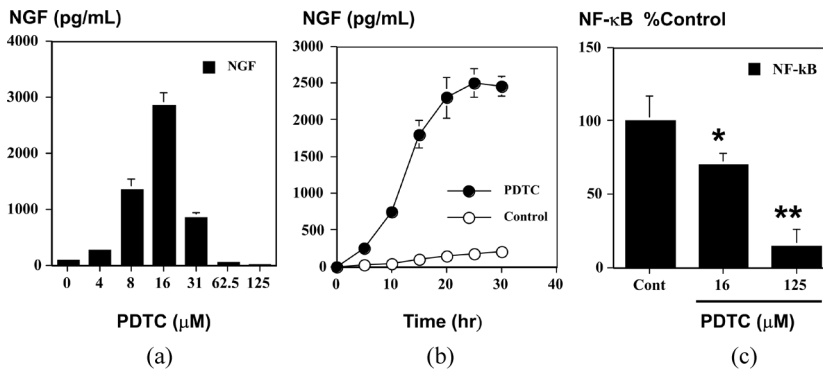 NGF (pg/mL)
4000
3000
2000
1000
0
NGF
0 4 8 16 31 62.5 125
PDTC (μM)
(a)
NGF (pg/mL)
3000
2500
2000
1500
1000
500
0
PDTC
Control
0 10 20 30 40
Time (hr)
(b)
NF-κB %Control
150
100
50
0
NF-kB
*
**
Cont 16 125
PDTC (μM)
(c)